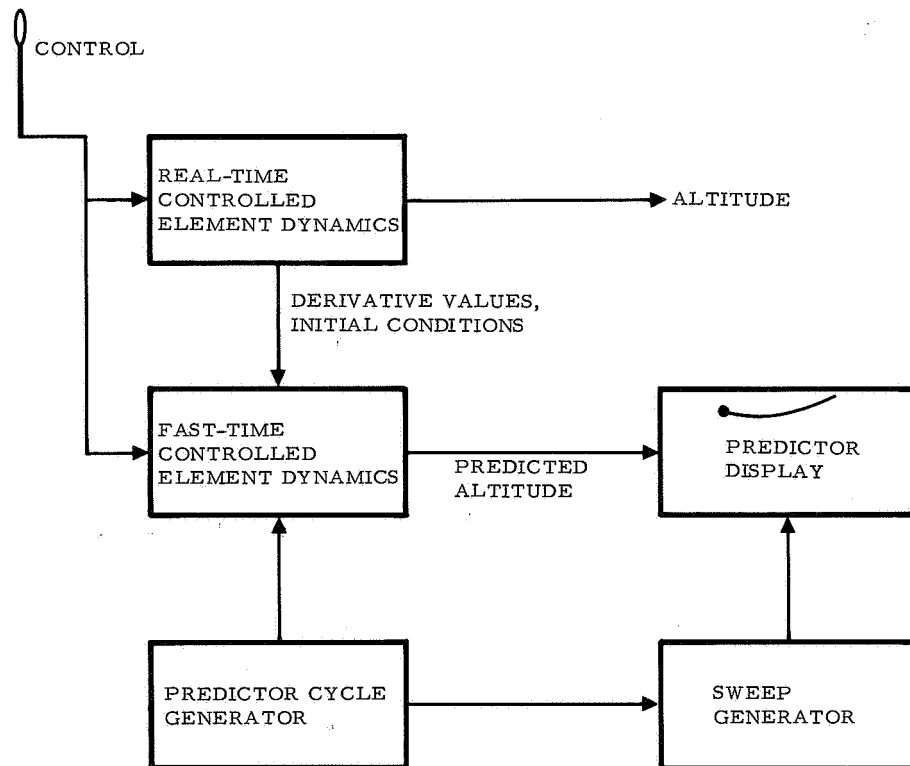 CONTROL
REAL-TIME
CONTROLLED
ELEMENT DYNAMICS
ALTITUDE
DERIVATIVE VALUES,
INITIAL CONDITIONS
FAST-TIME
CONTROLLED
ELEMENT DYNAMICS
PREDICTED
ALTITUDE
PREDICTOR
DISPLAY
PREDICTOR CYCLE
GENERATOR
SWEEP
GENERATOR